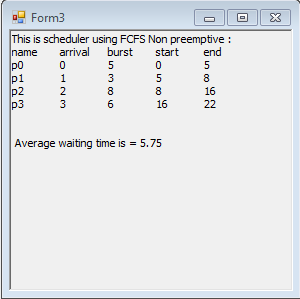 Form3
This is scheduler using FCFS Non preemptive :
name arrival burst start end
p0 0 5 0 5
p1 1 3 5 8
p2 2 8 8 16
p3 3 6 16 22
Average waiting time is = 5.75